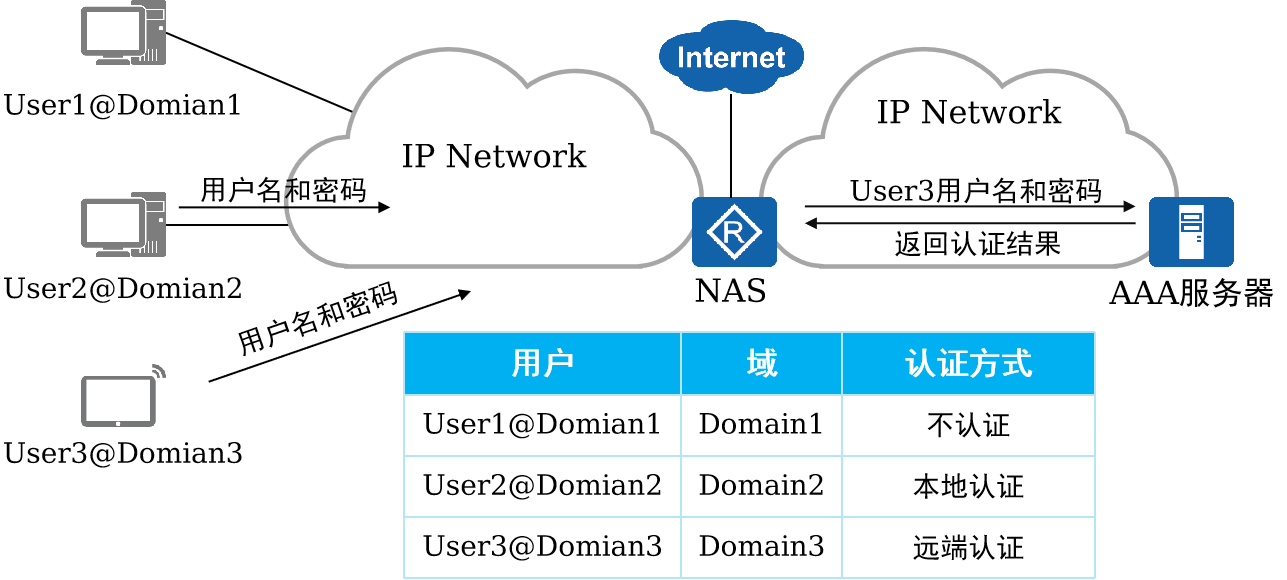 User1@Domian1
IP Network
Internet
IP Network
用户名和密码
User2@Domian2
User3用户名和密码
返回认证结果
R
NAS
AAA服务器
用户名和密码
User3@Domian3
用户 域 认证方式
User1@Domian1 Domain1 不认证
User2@Domian2 Domain2 本地认证
User3@Domian3 Domain3 远端认证